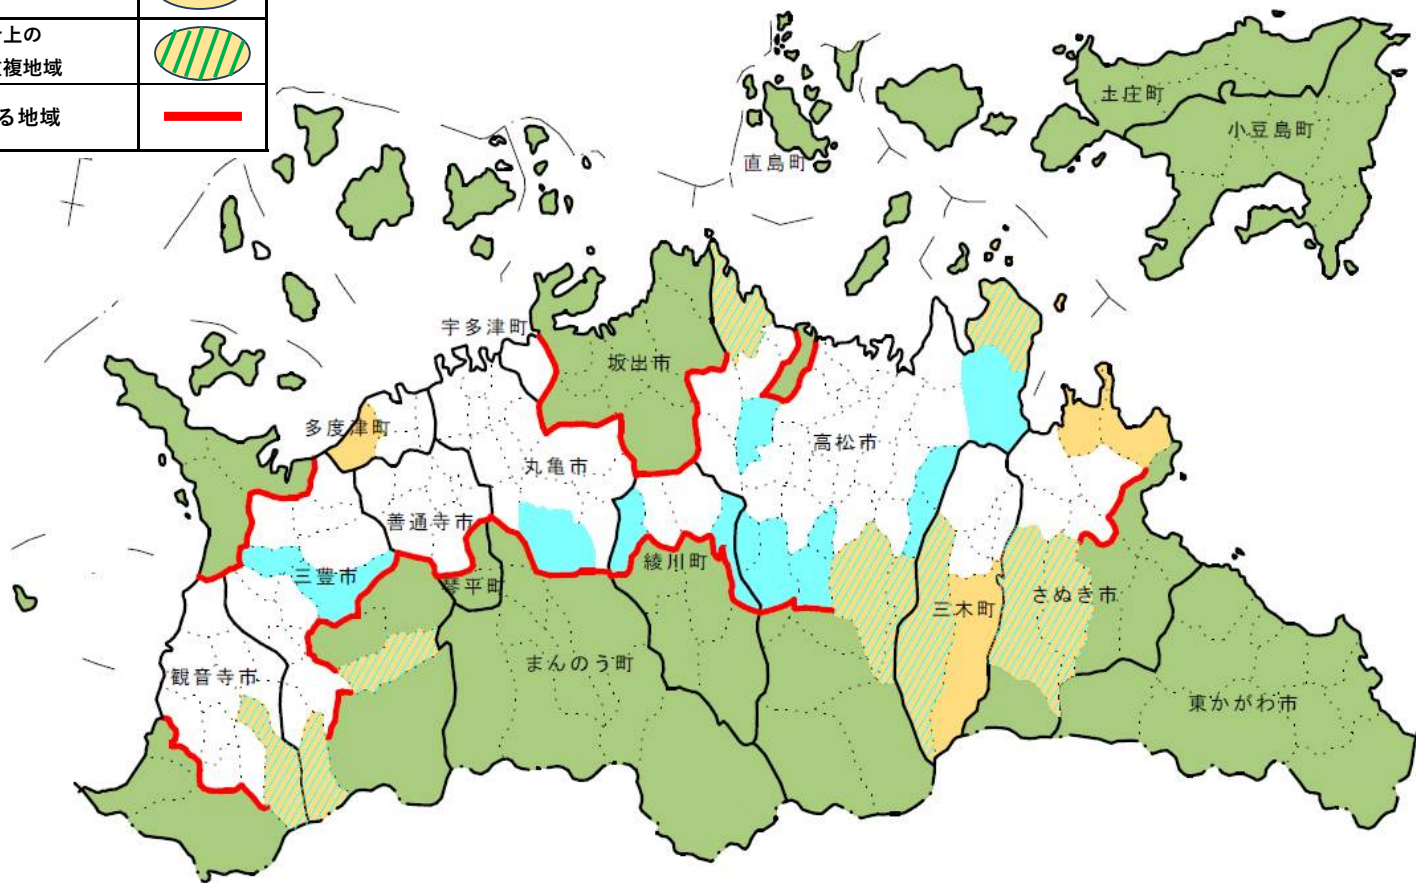 上の
複地域
る地域
土庄町
小豆島町
直島町
宇多津町
坂出市
多度津町
高松市
丸亀市
善通寺市
綾川町
三豊市
琴平町
三木町
さぬき市
まんのう町
観音寺市
東かがわ市